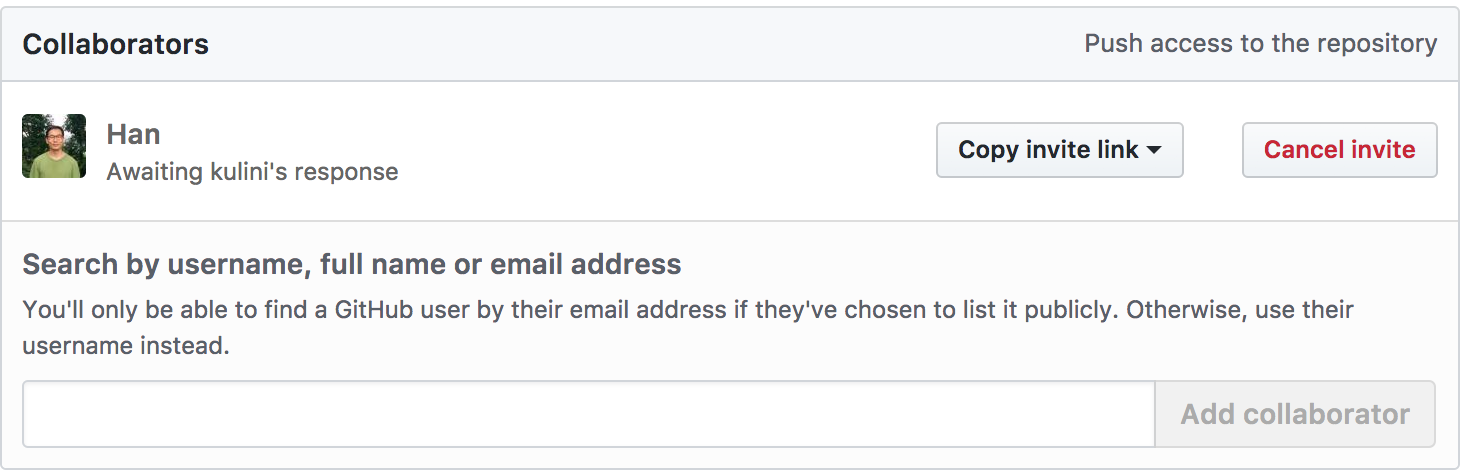 Collaborators
Push access to the repository
Han
Awaiting kulini's response
Copy invite link
Cancel invite
Search by username, full name or email address
You'll only be able to find a GitHub user by their email address if they've chosen to list it publicly. Otherwise, use their
username instead.
Add collaborator